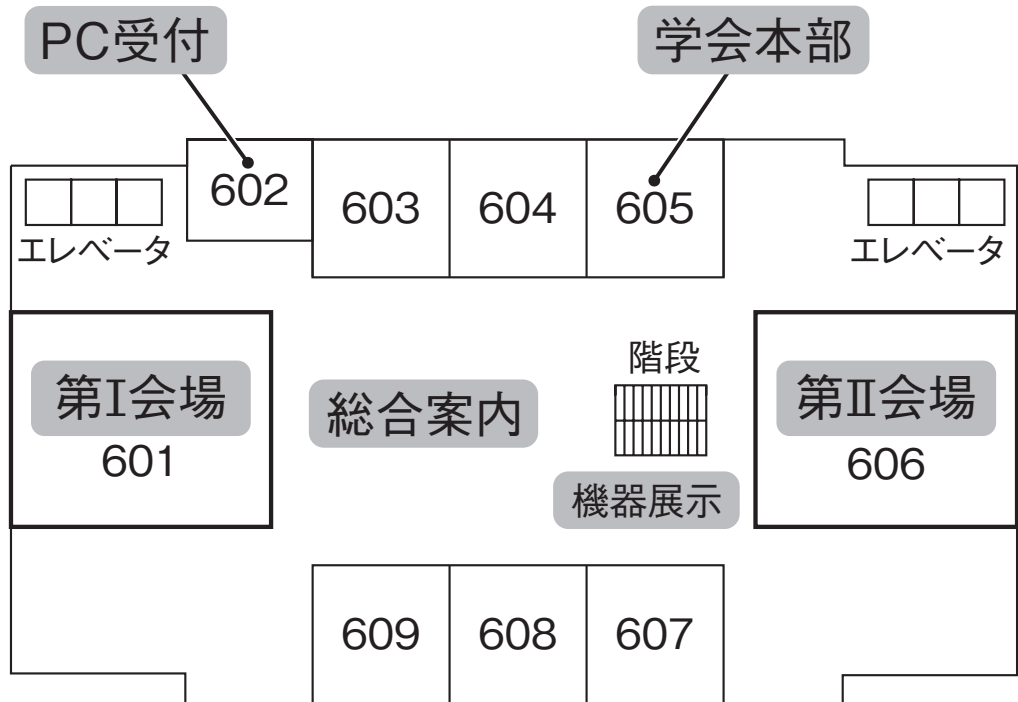 PC受付
学会本部
602
603
604
605
エレベータ
エレベータ
階段
第Ⅰ会場
601
総合案内
第Ⅱ会場
606
機器展示
609
608
607